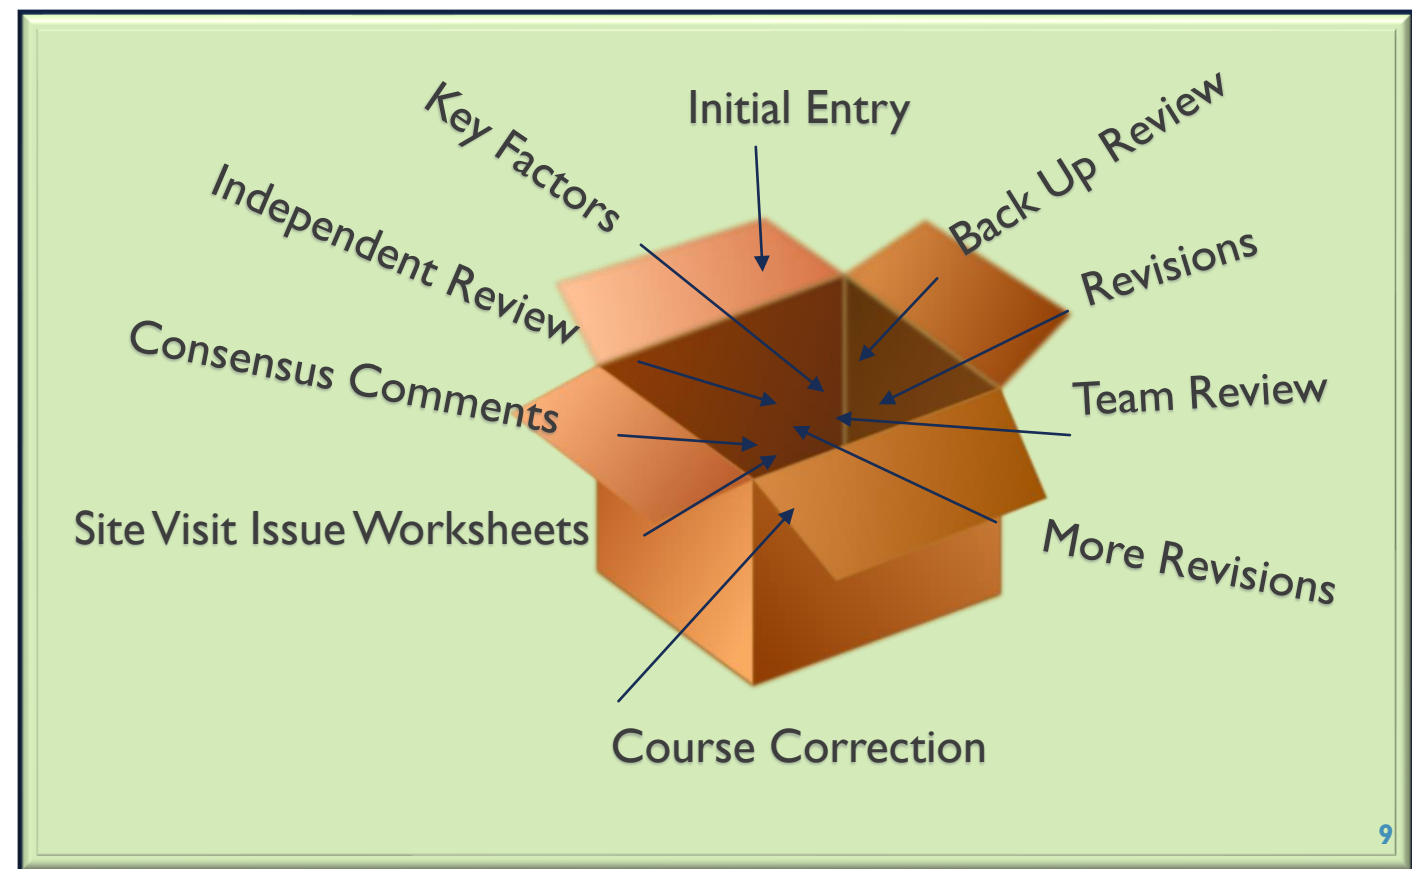 Initial Entry
Key Factors
Back Up Review
Independent Review
Revisions
Consensus Comments
Team Review
Site Visit Issue Worksheets
More Revisions
Course Correction
9